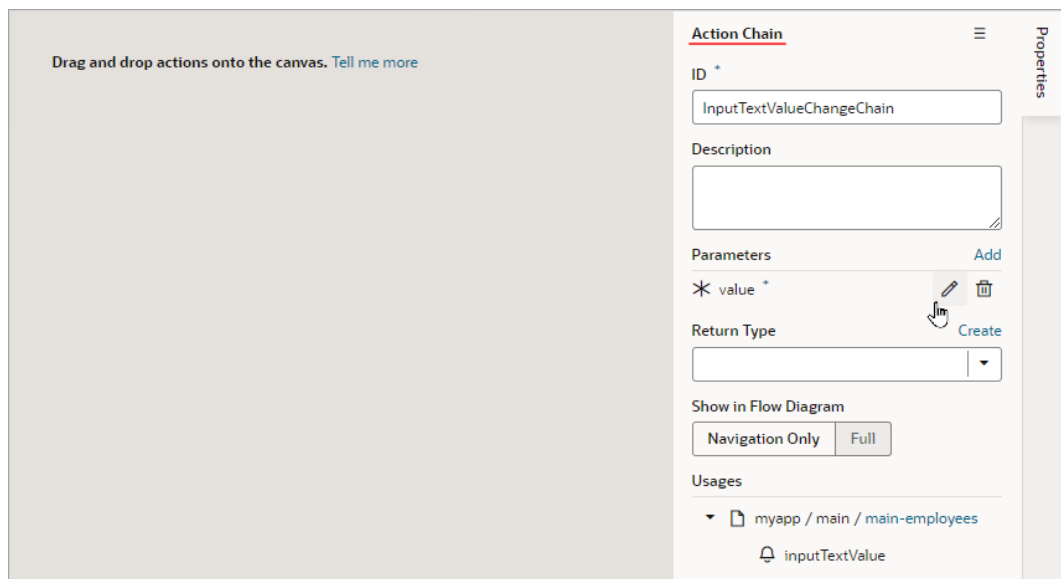 Action Chain
Properties
Drag and drop actions onto the canvas. Tell me more
ID *
InputTextValueChangeChain
Description
Parameters Add
value *
Return Type Create
Show in Flow Diagram
Navigation Only Full
Usages
myapp / main / main-employees
inputTextValue